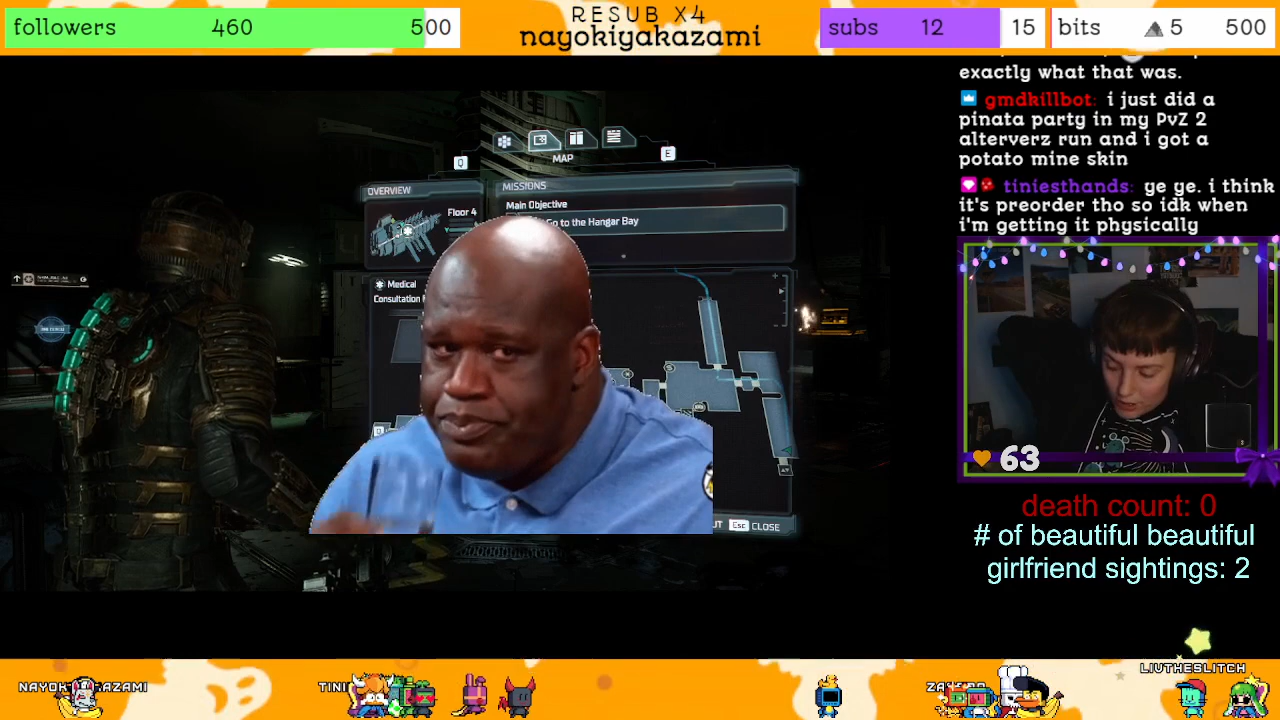 followers 460 500
RESUB X4
nayokiyakazami
subs 12 15
bits 5 500
exactly what that was.
gmdkillbot: i just did a
pinata party in my PvZ 2
alterverz run and i got a
potato mine skin
tiniesthands: ye ye. i think
it's preorder tho so idk when
i'm getting it physically
Q
MAP
E
OVERVIEW
Floor 4
MISSIONS
Main Objective
Go to the Hangar Bay
Medical
Consultation
Esc CLOSE
63
death count: 0
# of beautiful beautiful
girlfriend sightings: 2
LIVTHESLITCH